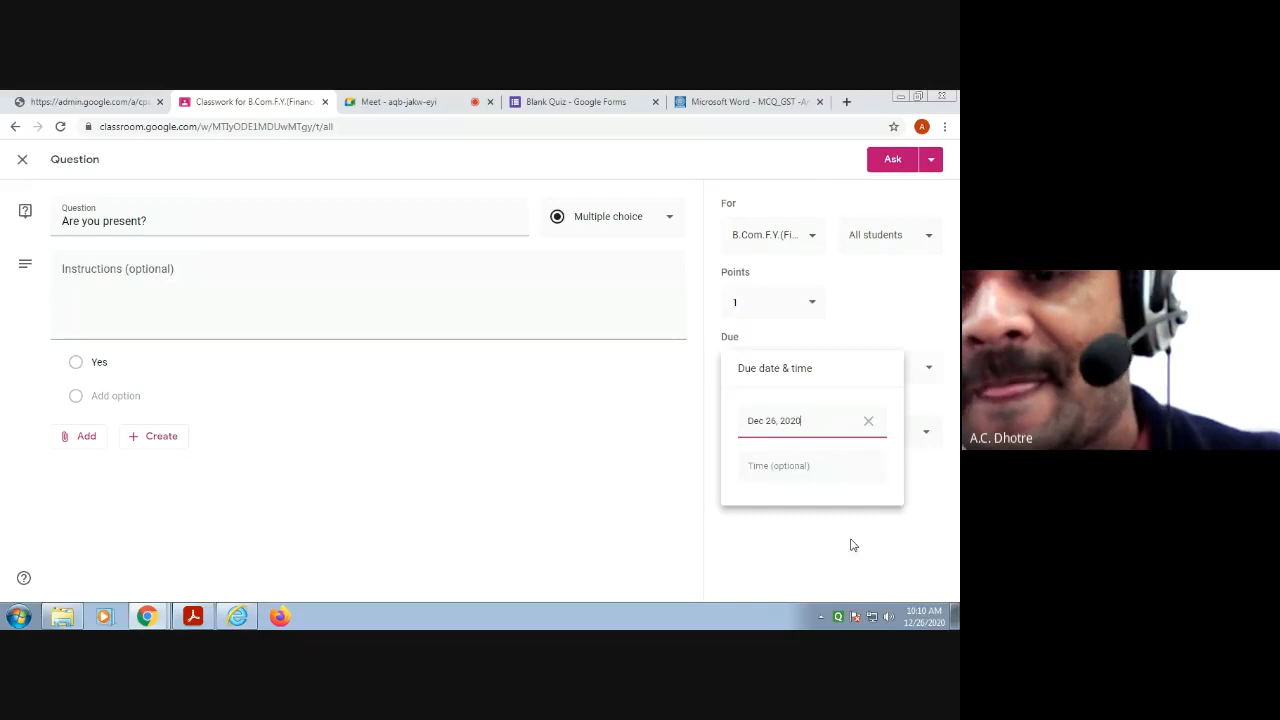 https://admin.google.com/a/cpa
Classwork for B.Com.F.Y.(Financ
Meet - aqb-jakw-eyi
Blank Quiz - Google Forms
Microsoft Word - MCQ_GST -Ar
classroom.google.com/w/MTIyODE1MDUwMTgy/t/all
A
Question
Ask
Question
Are you present?
Multiple choice
Instructions (optional)
Yes
Add option
Add
Create
For
B.Com.F.Y.(Fi...
All students
Points
1
Due
Due date & time
Dec 26, 2020
Time (optional)
A.C. Dhotre
10:10 AM
12/26/2020